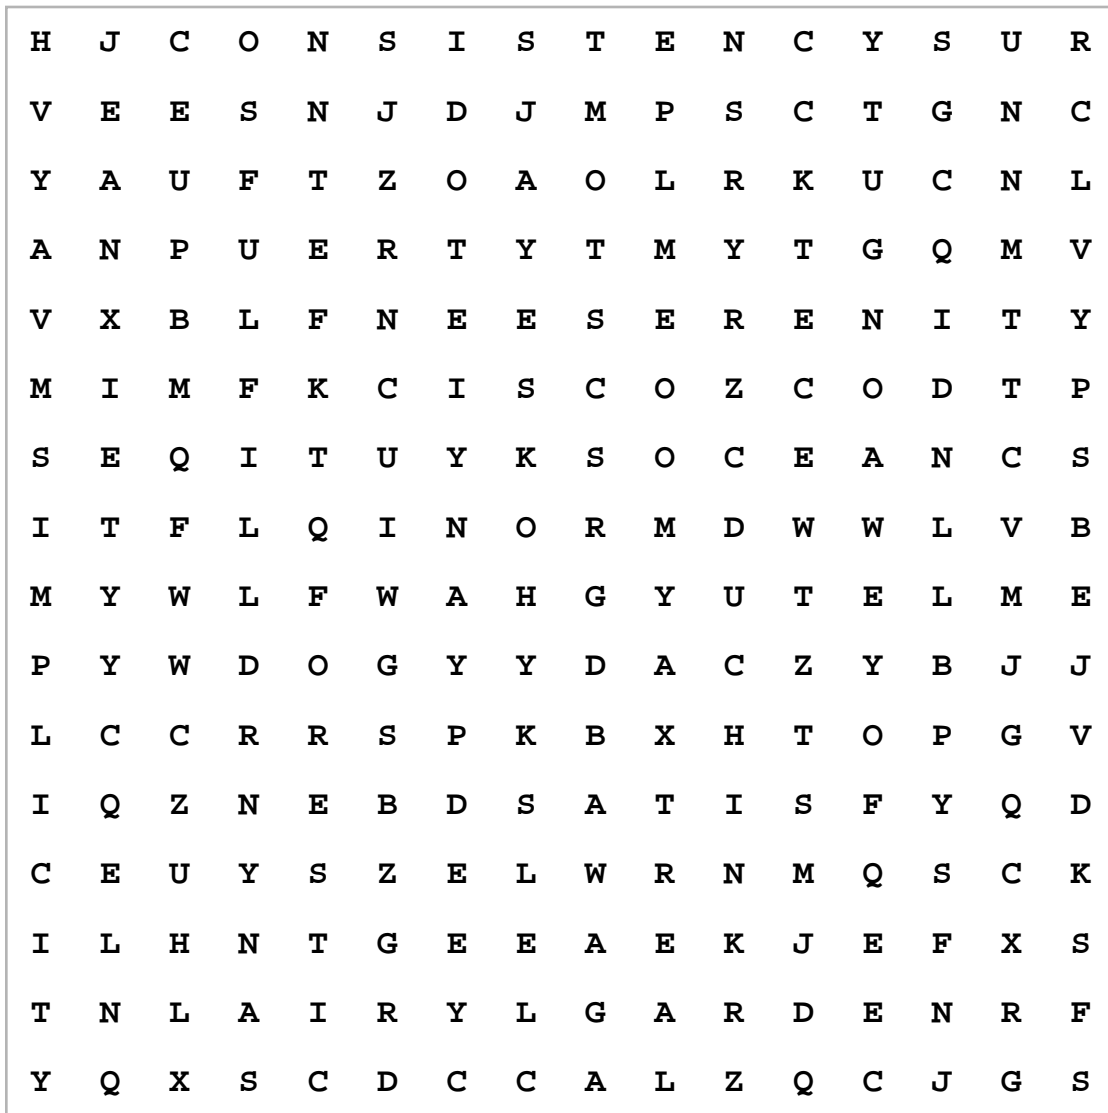 H J C O N S I S T E N C Y S U R
V E E S N J D J M P S C T G N C
Y A U F T Z O A O L R K U C N L
A N P U E R T Y T M Y T G Q M V
V X B L F N E E S E R E N I T Y
M I M F K C I S C O Z C O D T P
S E Q I T U Y K S O C E A N C S
I T F L Q I N O R M D W W L V B
M Y W L F W A H G Y U T E L M E
P Y W D O G Y Y D A C Z Y B J J
L C C R R S P K B X H T O P G V
I Q Z N E B D S A T I S F Y Q D
C E U Y S Z E L W R N M Q S C K
I L H N T G E E A E K J E F X S
T N L A I R Y L G A R D E N R F
Y Q X S C D C C A L Z Q C J G S